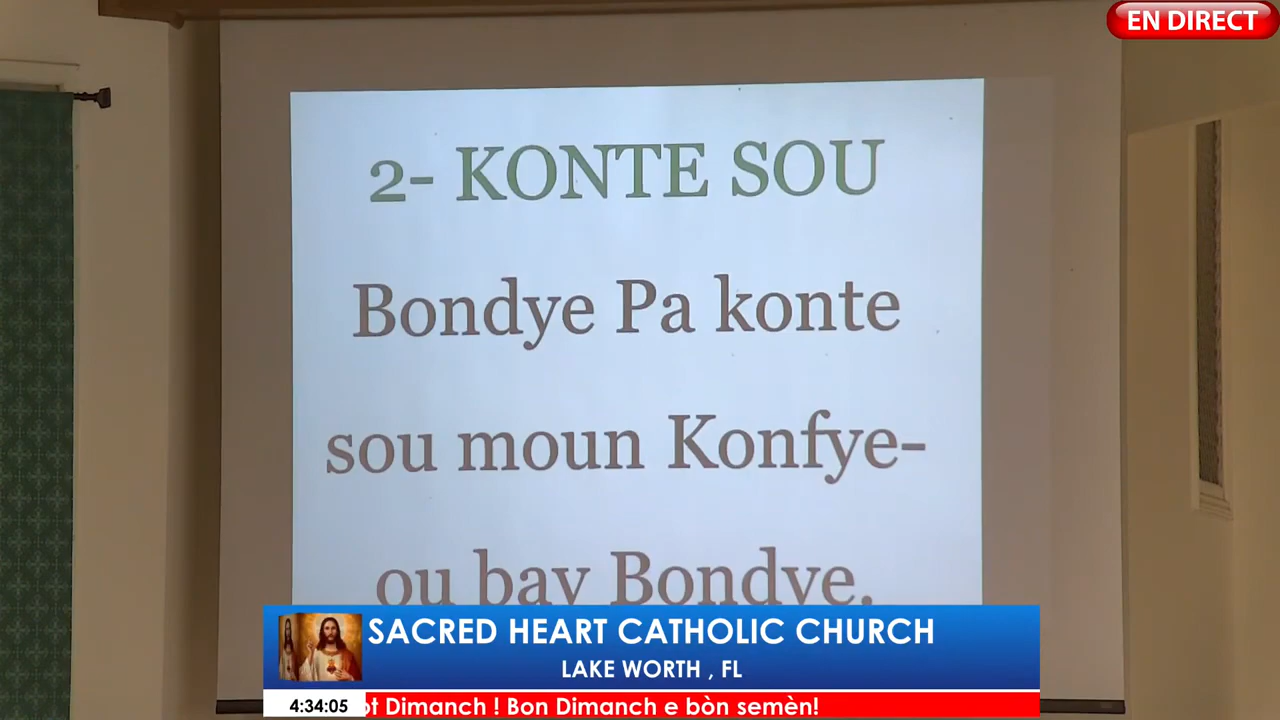 EN DIRECT
2- KONTE SOU
Bondye Pa konte
sou moun Konfye-
ou bay Bondye.
SACRED HEART CATHOLIC CHURCH
LAKE WORTH , FL
4:34:05 Dimanch ! Bon Dimanch e bòn semèn!